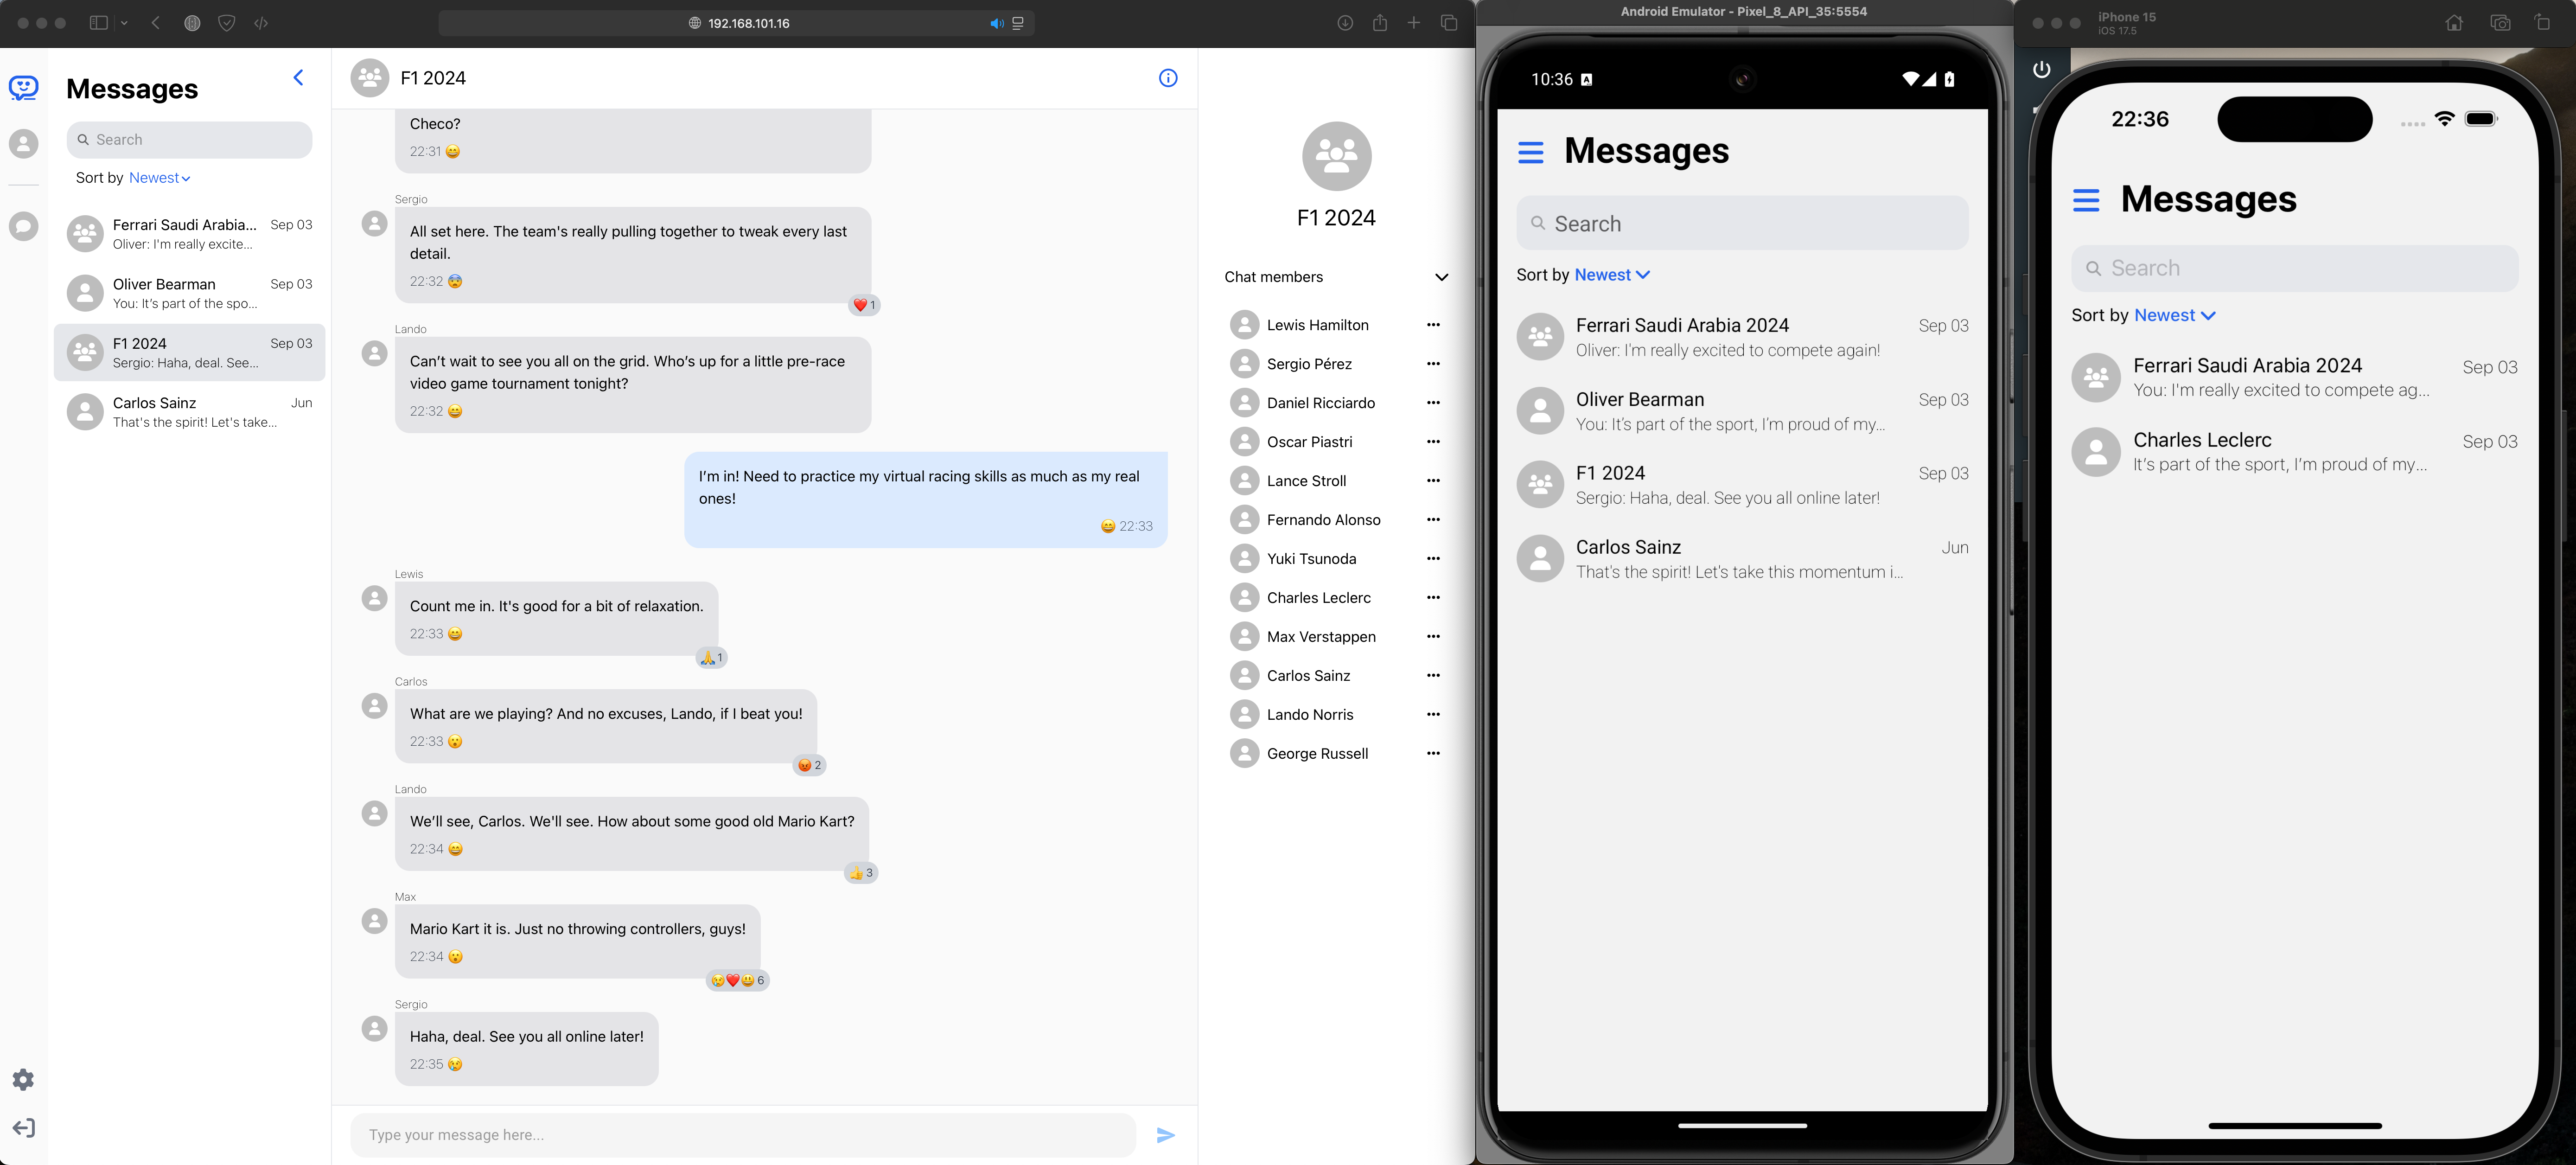 192.168.101.16
Messages
Search
Sort by Newest
Ferrari Saudi Arabia... Sep 03
Oliver: I'm really excite...
Oliver Bearman Sep 03
You: It's part of the spo...
F1 2024 Sep 03
Sergio: Haha, deal. See...
Carlos Sainz Jun
That's the spirit! Let's take...
F1 2024
Checo?
22:31 😄
Sergio
All set here. The team's really pulling together to tweak every last
detail.
22:32 😨
❤️ 1
Lando
Can't wait to see you all on the grid. Who's up for a little pre-race
video game tournament tonight?
22:32 😄
I'm in! Need to practice my virtual racing skills as much as my real
ones!
😄 22:33
Lewis
Count me in. It's good for a bit of relaxation.
22:33 😄
🙏 1
Carlos
What are we playing? And no excuses, Lando, if I beat you!
22:33 😮
😡 2
Lando
We'll see, Carlos. We'll see. How about some good old Mario Kart?
22:34 😄
👍 3
Max
Mario Kart it is. Just no throwing controllers, guys!
22:34 😮
😢❤️😃 6
Sergio
Haha, deal. See you all online later!
22:35 😢
Type your message here...
F1 2024
Chat members
Lewis Hamilton
Sergio Pérez
Daniel Ricciardo
Oscar Piastri
Lance Stroll
Fernando Alonso
Yuki Tsunoda
Charles Leclerc
Max Verstappen
Carlos Sainz
Lando Norris
George Russell
Android Emulator - Pixel_8_API_35:5554
10:36 A
Messages
Search
Sort by Newest
Ferrari Saudi Arabia 2024 Sep 03
Oliver: I'm really excited to compete again!
Oliver Bearman Sep 03
You: It's part of the sport, I'm proud of my...
F1 2024 Sep 03
Sergio: Haha, deal. See you all online later!
Carlos Sainz Jun
That's the spirit! Let's take this momentum i...
iPhone 15
iOS 17.5
22:36
Messages
Search
Sort by Newest
Ferrari Saudi Arabia 2024 Sep 03
You: I'm really excited to compete ag...
Charles Leclerc Sep 03
It's part of the sport, I'm proud of my...